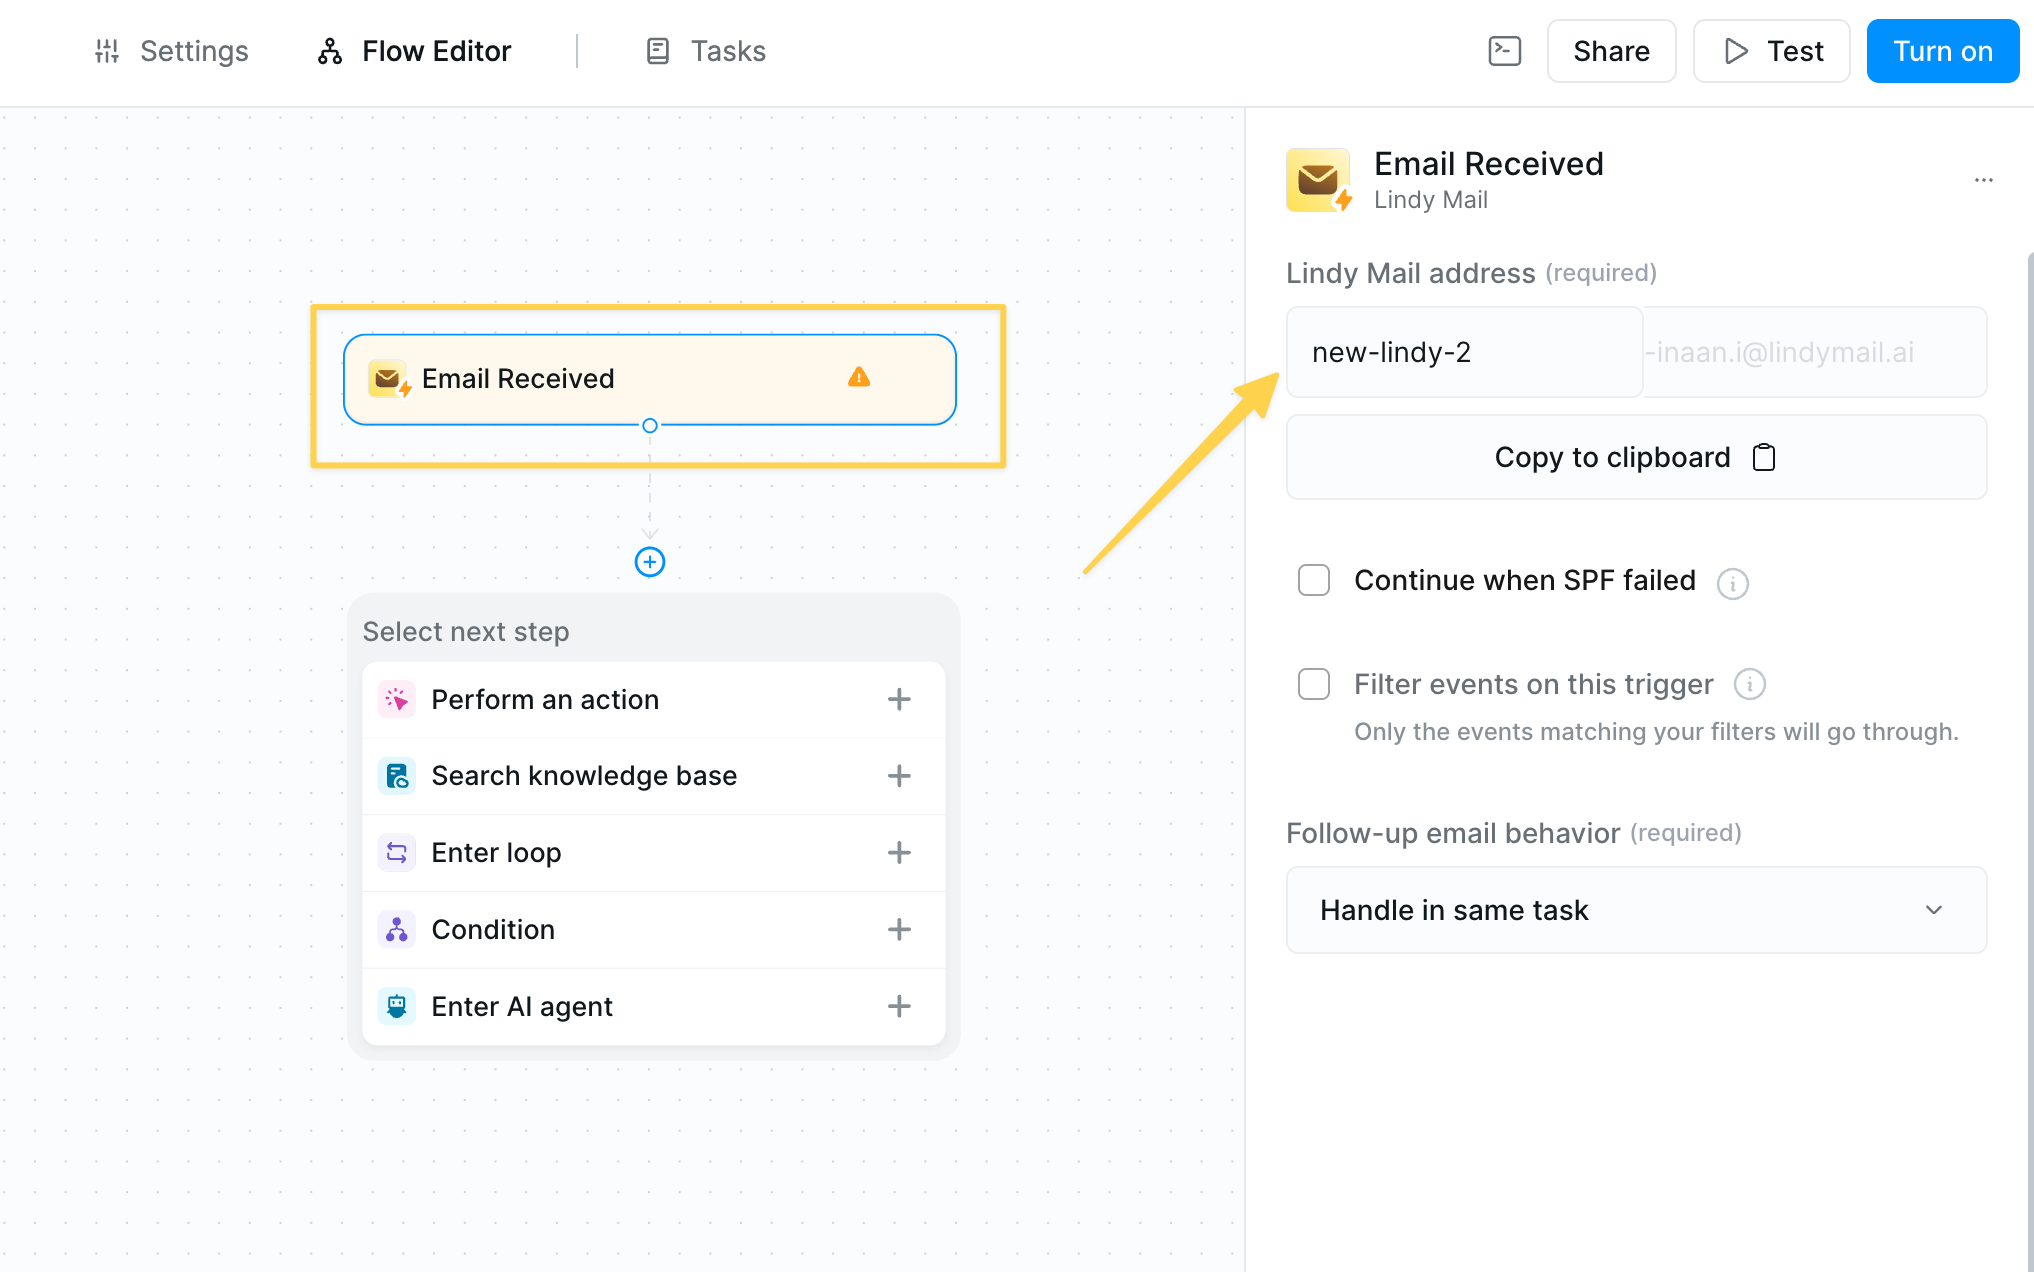 Settings
Flow Editor
Tasks
Share
Test
Turn on
Email Received
Select next step
Perform an action
Search knowledge base
Enter loop
Condition
Enter AI agent
Email Received
Lindy Mail
Lindy Mail address (required)
new-lindy-2 -inaan.i@lindymail.ai
Copy to clipboard
Continue when SPF failed
Filter events on this trigger
Only the events matching your filters will go through.
Follow-up email behavior (required)
Handle in same task